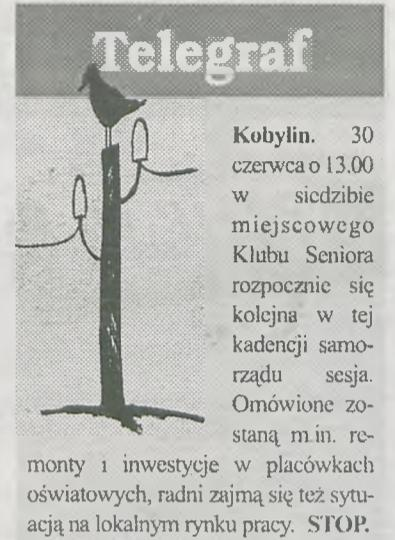 Telegraf
Kobylin. 30
czerwca o 13.00
w siedzibie
miejscowego
Klubu Seniora
rozpocznie się
kolejna w tej
kadencji samo-
rządu sesja.
Omówione zo-
staną m.in. re-
monty i inwestycje w placówkach
oświatowych, radni zajmą się też sytu-
acją na lokalnym rynku pracy. STOP.